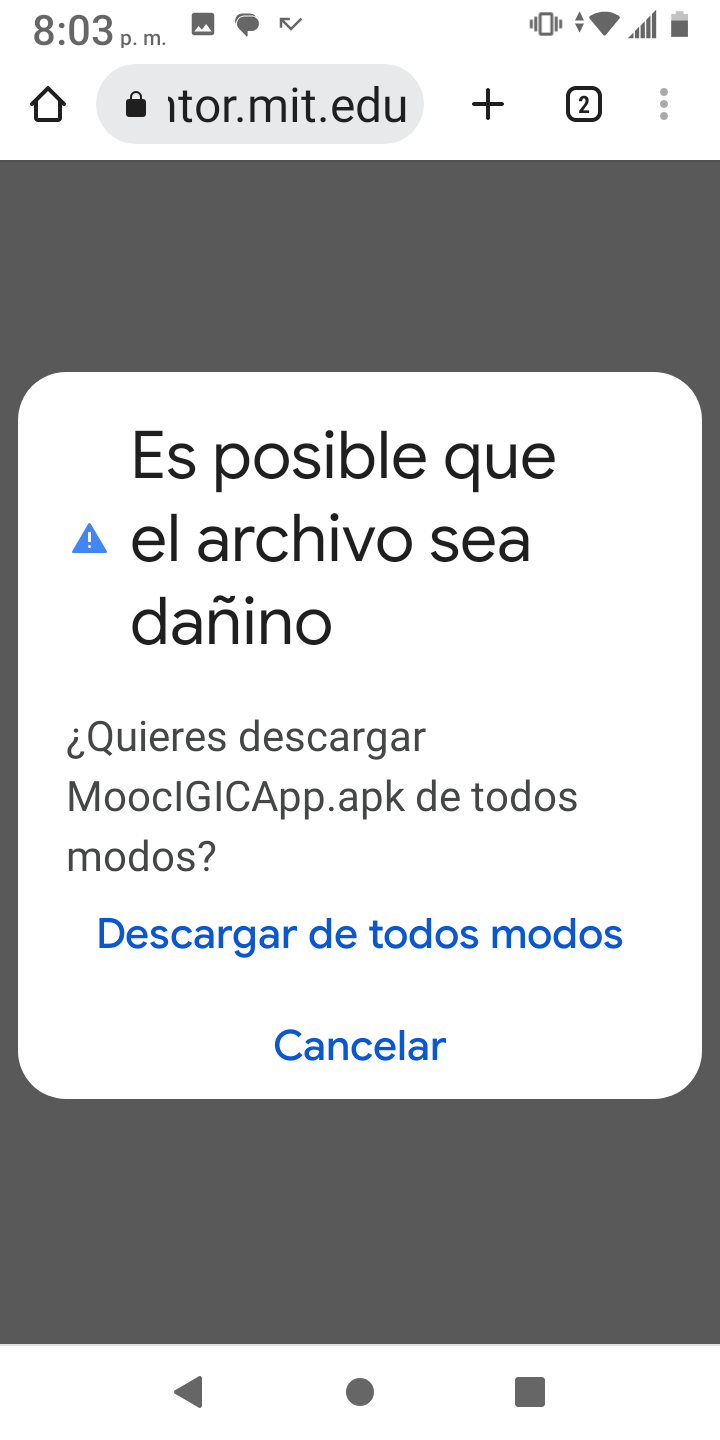 8:03 p. m.
ntor.mit.edu
2
Es posible que
el archivo sea
dañino
¿Quieres descargar
MoocIGICApp.apk de todos
modos?
Descargar de todos modos
Cancelar